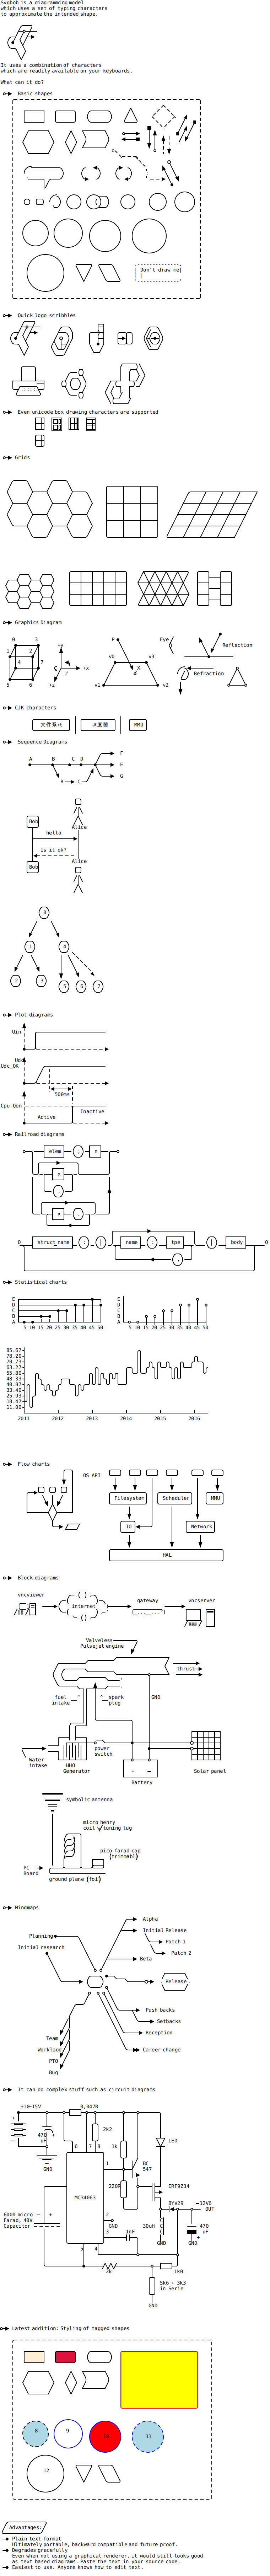 Svgbob is a diagramming model
which uses a set of typing characters
to approximate the intended shape.
It uses a combination of characters
which are readily available on your keyboards.
What can it do?
Basic shapes
Don't draw me
Quick logo scribbles
Even unicode box drawing characters are supported
Grids
Graphics Diagram
0 3
1 2
4 7
5 6
+y
+x
+z
P
v0 v3
X
v1 v2
Eye
Reflection
Refraction
CJK characters
MMU
Sequence Diagrams
F
A B C D E
G
B C
Bob
Alice
hello
Is it ok?
Alice
Bob
0
1 4
2 3 5 6 7
Plot diagrams
Uin
Udc_OK
500ms
Cpu.Qon
Active
Inactive
Railroad diagrams
elem ; n
x
,
x ,
struct_name : | name : tpe | body
,
Statistical charts
E
D
C
B
A
5 10 15 20 25 30 35 40 45 50
E
D
C
B
A
5 10 15 20 25 30 35 40 45 50
85.67
78.20
70.73
63.27
55.80
48.33
40.87
33.40
25.93
18.47
11.00
2011 2012 2013 2014 2015 2016
Flow charts
OS API
Filesystem Scheduler MMU
IO Network
HAL
Block diagrams
vncviewer
internet
gateway
vncserver
Valveless
Pulsejet engine
thrust
fuel
intake
spark
plug
GND
Water
intake
HHO
Generator
power
switch
+ -
Battery
Solar panel
symbolic antenna
micro henry
coil w/tuning lug
pico farad cap
(trimmable)
PC
Board
ground plane (foil)
Mindmaps
Alpha
Initial Release
Patch 1
Patch 2
Beta
Planning
Initial research
Release
Push backs
Setbacks
Reception
Career change
Team
Workload
PTO
Bug
It can do complex stuff such as circuit diagrams
+10-15V
0,047R
470
uF
GND
6 7 8
2k2
1k
BC
547
LED
MC34063
1
220R
IRF9Z34
BYV29
-12V6
OUT
2
GND
3
1nF
30uH
470
uF
GND
GND
6000 micro
Farad, 40V
Capacitor
5 4
2k
1k0
5k6 + 3k3
in Serie
GND
Latest addition: Styling of tagged shapes
8 9 10 11
12
Advantages:
Plain text format
Ultimately portable, backward compatible and future proof.
Degrades gracefully
Even when not using a graphical renderer, it would still looks good
as text based diagrams. Paste the text in your source code.
Easiest to use. Anyone knows how to edit text.